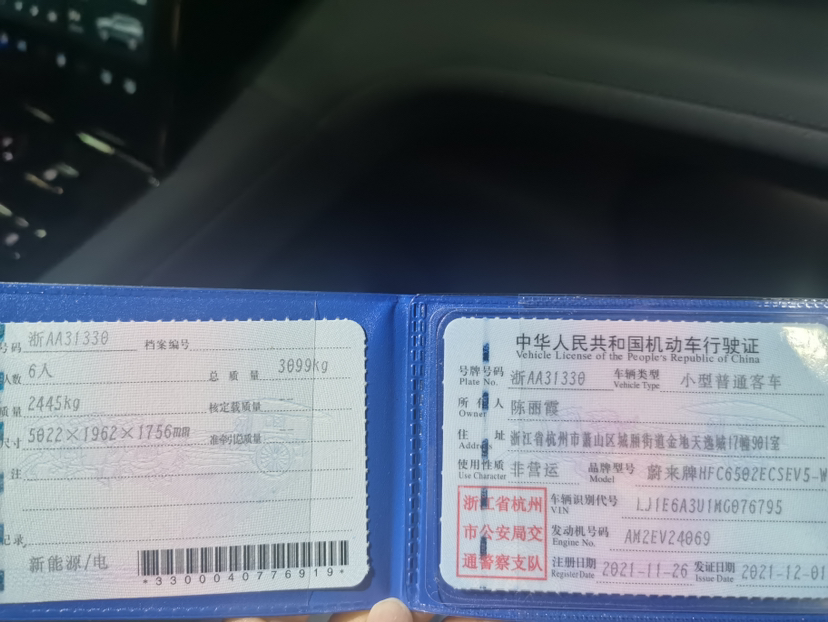 号码 浙AA31330 档案编号
人数 6人 总质量 3099kg
质量 2445kg 核定载质量 --
尺寸 5022×1962×1756mm 准牵引总质量 --
注
记录
新能源/电
*3300040776919*
中华人民共和国机动车行驶证
Vehicle License of the People's Republic of China
号牌号码 浙AA31330 车辆类型 小型普通客车
Plate No. Vehicle Type
所有人 陈丽霞
Owner
住址 浙江省杭州市萧山区城厢街道金地天逸城17幢901室
Address
使用性质 非营运 品牌型号 蔚来牌HFC6502ECSEV5-W
Use Character Model
浙江省杭州
市公安局交
通警察支队
车辆识别代号 LJ1E6A3U1MG076795
VIN
发动机号码 AM2EV24069
Engine No.
注册日期 2021-11-26 发证日期 2021-12-01
Register Date Issue Date